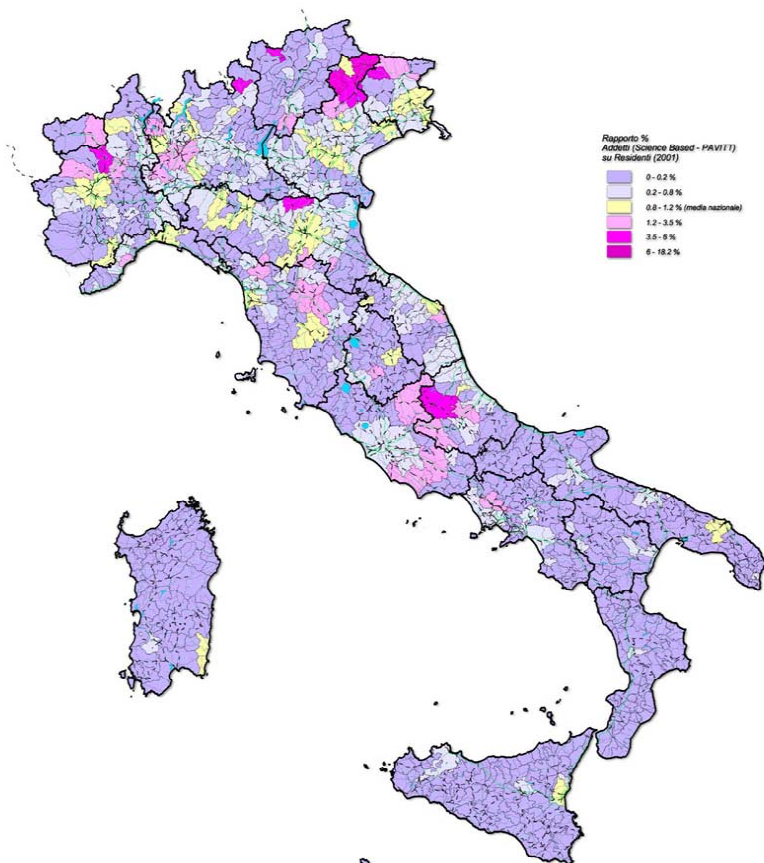 Rapporto %
Addetti (Science Based - PAVITT)
su Residenti (2001)
0 - 0.2 %
0.2 - 0.8 %
0.8 - 1.2 % (media nazionale)
1.2 - 3.5 %
3.5 - 6 %
6 - 18.2 %